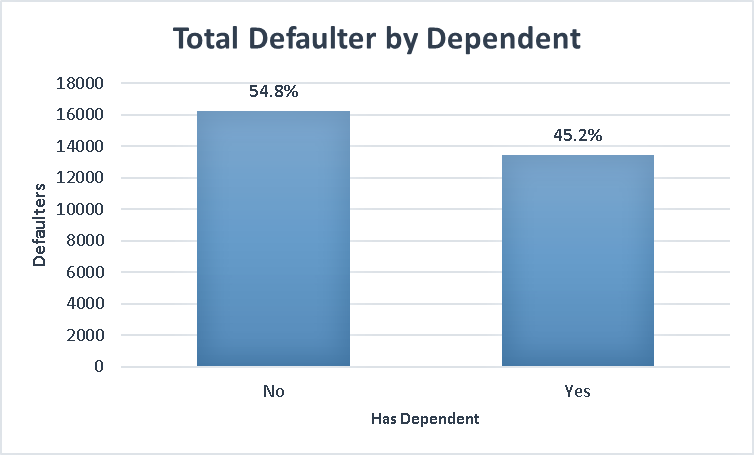 Total Defaulter by Dependent
18000
16000
14000
12000
10000
8000
6000
4000
2000
0
Defaulters
54.8%
45.2%
No
Yes
Has Dependent